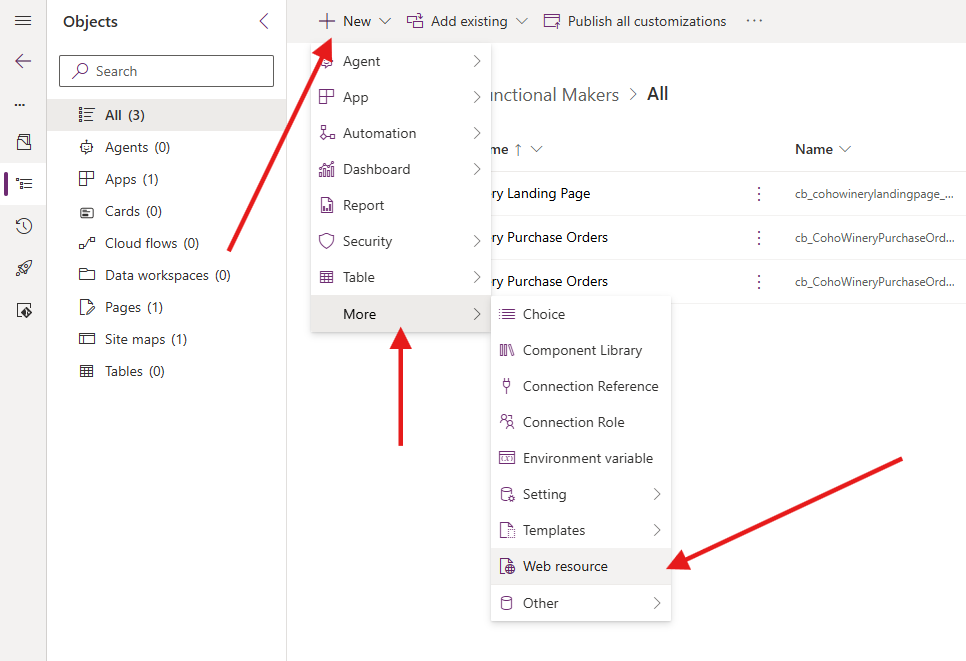 Objects
Search
All (3)
Agents (0)
Apps (1)
Cards (0)
Cloud flows (0)
Data workspaces (0)
Pages (1)
Site maps (1)
Tables (0)
New
Add existing
Publish all customizations
Agent
App
Automation
Dashboard
Report
Security
Table
More
Choice
Component Library
Connection Reference
Connection Role
Environment variable
Setting
Templates
Web resource
Other
nctional Makers > All
me ↑ Name
ry Landing Page cb_cohowinerylandingpage_...
ry Purchase Orders cb_CohoWineryPurchaseOrd...
ry Purchase Orders cb_CohoWineryPurchaseOrd...